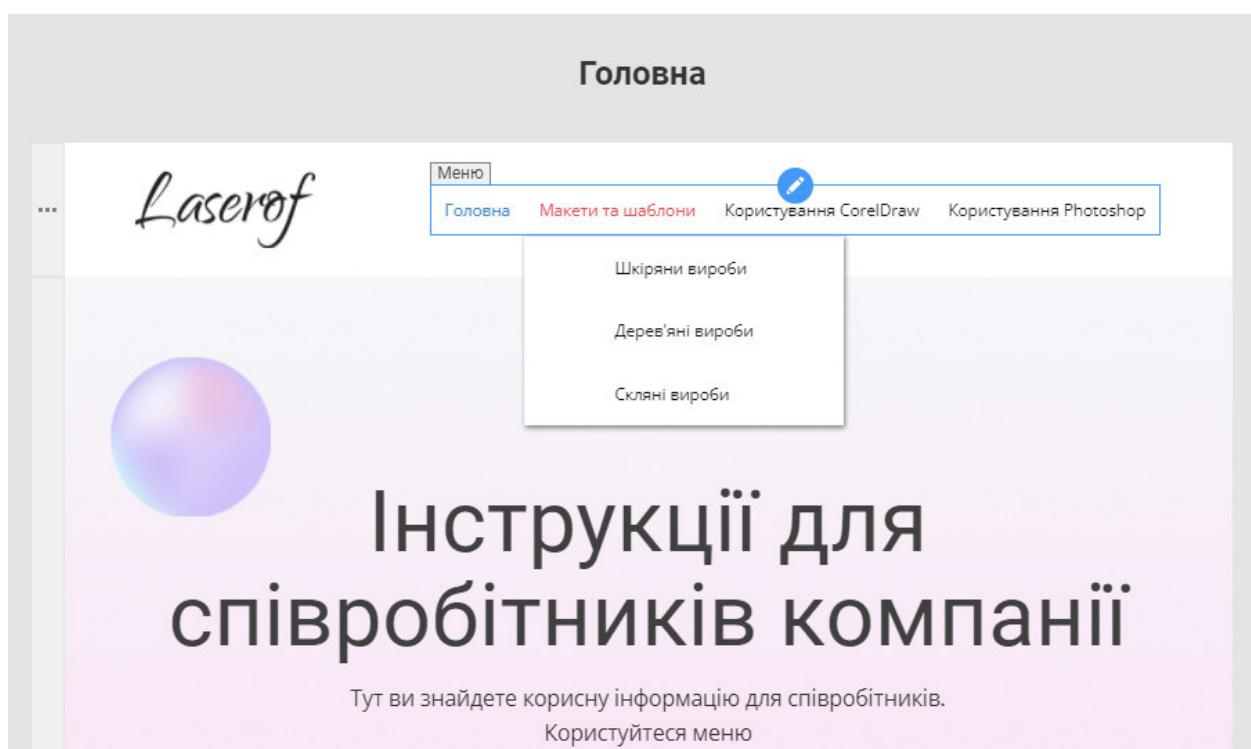 Головна
Laserof
Меню
Головна Макети та шаблони Користування CorelDraw Користування Photoshop
Шкіряни вироби
Дерев'яні вироби
Скляні вироби
Інструкції для
співробітників компанії
Тут ви знайдете корисну інформацію для співробітників.
Користуйтеся меню